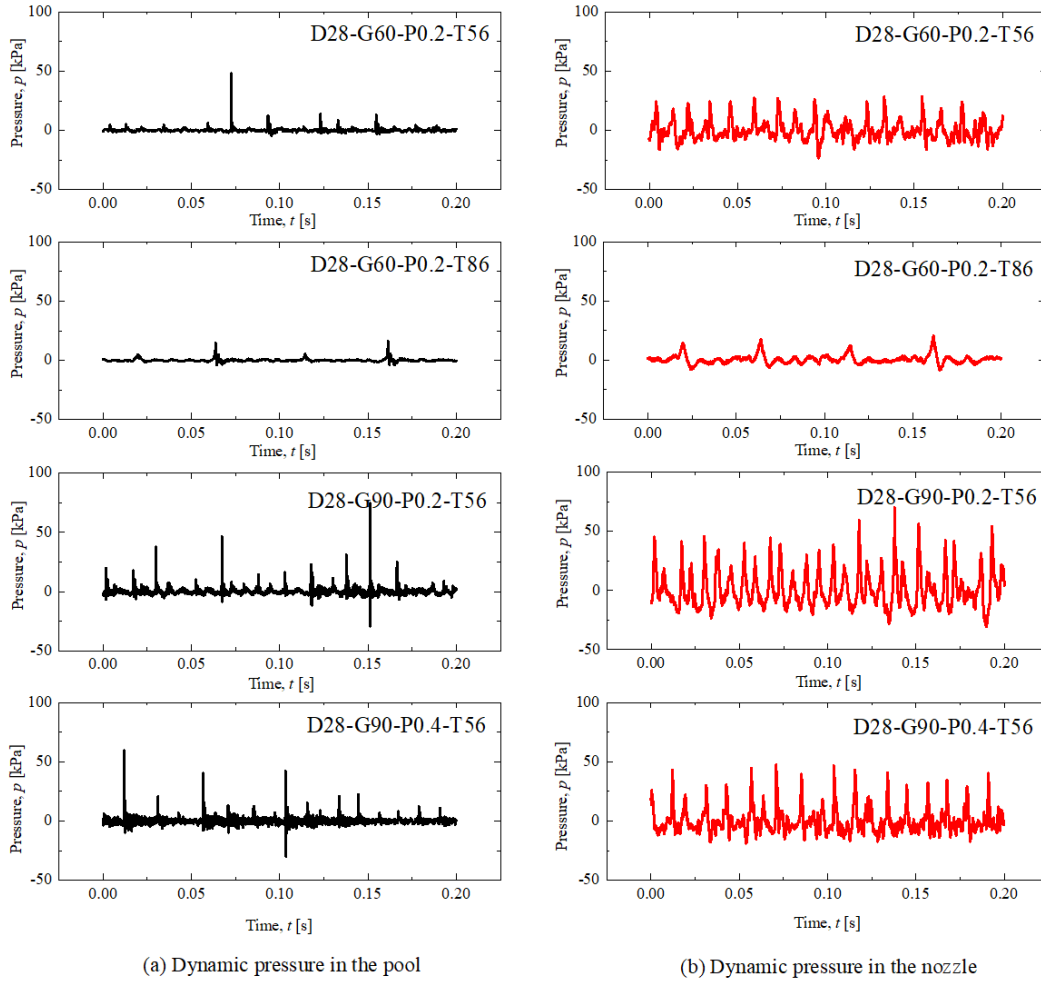 100
50
0
-50
Pressure, p [kPa]
D28-G60-P0.2-T56
0.00 0.05 0.10 0.15 0.20
Time, t [s]
100
50
0
-50
Pressure, p [kPa]
D28-G60-P0.2-T56
0.00 0.05 0.10 0.15 0.20
Time, t [s]
100
50
0
-50
Pressure, p [kPa]
D28-G60-P0.2-T86
0.00 0.05 0.10 0.15 0.20
Time, t [s]
100
50
0
-50
Pressure, p [kPa]
D28-G60-P0.2-T86
0.00 0.05 0.10 0.15 0.20
Time, t [s]
100
50
0
-50
Pressure, p [kPa]
D28-G90-P0.2-T56
0.00 0.05 0.10 0.15 0.20
Time, t [s]
100
50
0
-50
Pressure, p [kPa]
D28-G90-P0.2-T56
0.00 0.05 0.10 0.15 0.20
Time, t [s]
100
50
0
-50
Pressure, p [kPa]
D28-G90-P0.4-T56
0.00 0.05 0.10 0.15 0.20
Time, t [s]
100
50
0
-50
Pressure, p [kPa]
D28-G90-P0.4-T56
0.00 0.05 0.10 0.15 0.20
Time, t [s]
(a) Dynamic pressure in the pool
(b) Dynamic pressure in the nozzle